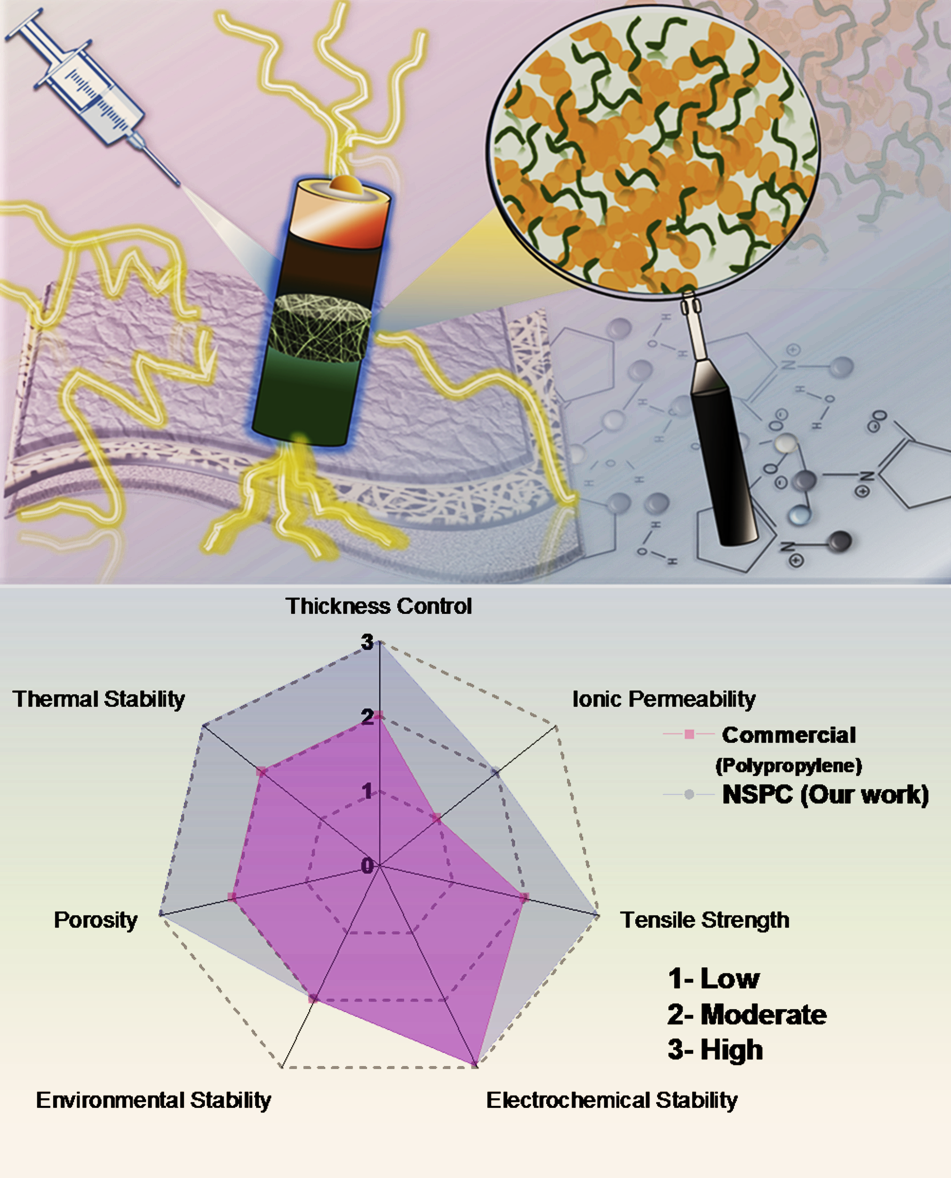 H
O
H
N
⊕
H
O
H
O
⊖
O
⊖
N
⊕
O
⊖
H
O
H
N
⊕
Thickness Control
3
Thermal Stability
Ionic Permeability
2
Commercial
(Polypropylene)
1
NSPC (Our work)
0
Porosity
Tensile Strength
1- Low
2- Moderate
3- High
Environmental Stability
Electrochemical Stability